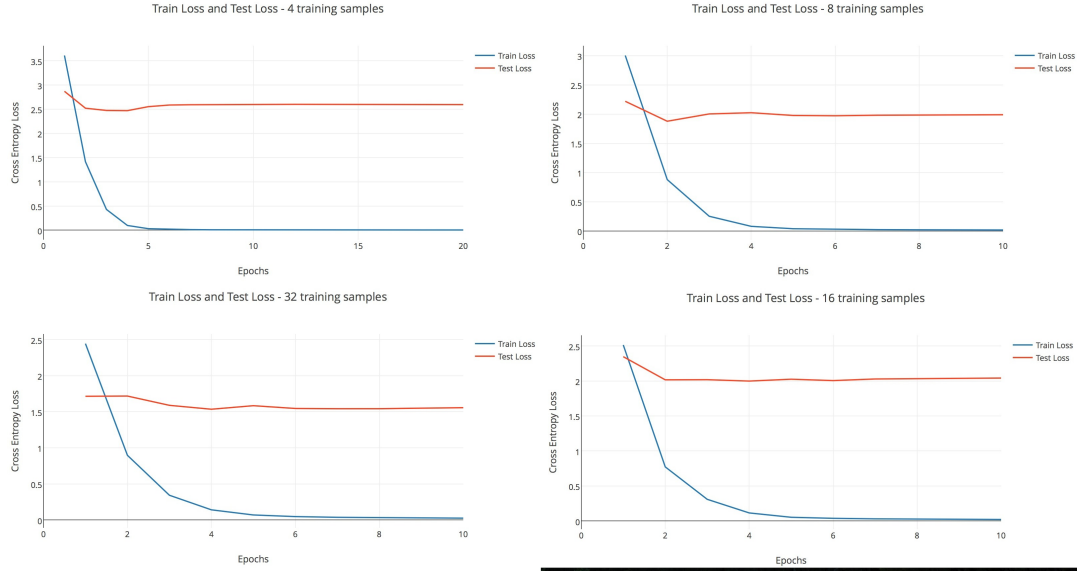 Train Loss and Test Loss - 4 training samples
Train Loss
Test Loss
Cross Entropy Loss
3.5
3
2.5
2
1.5
1
0.5
0
0 5 10 15 20
Epochs
Train Loss and Test Loss - 8 training samples
Train Loss
Test Loss
Cross Entropy Loss
3
2.5
2
1.5
1
0.5
0
0 2 4 6 8 10
Epochs
Train Loss and Test Loss - 32 training samples
Train Loss
Test Loss
Cross Entropy Loss
2.5
2
1.5
1
0.5
0
0 2 4 6 8 10
Epochs
Train Loss and Test Loss - 16 training samples
Train Loss
Test Loss
Cross Entropy Loss
2.5
2
1.5
1
0.5
0
0 2 4 6 8 10
Epochs